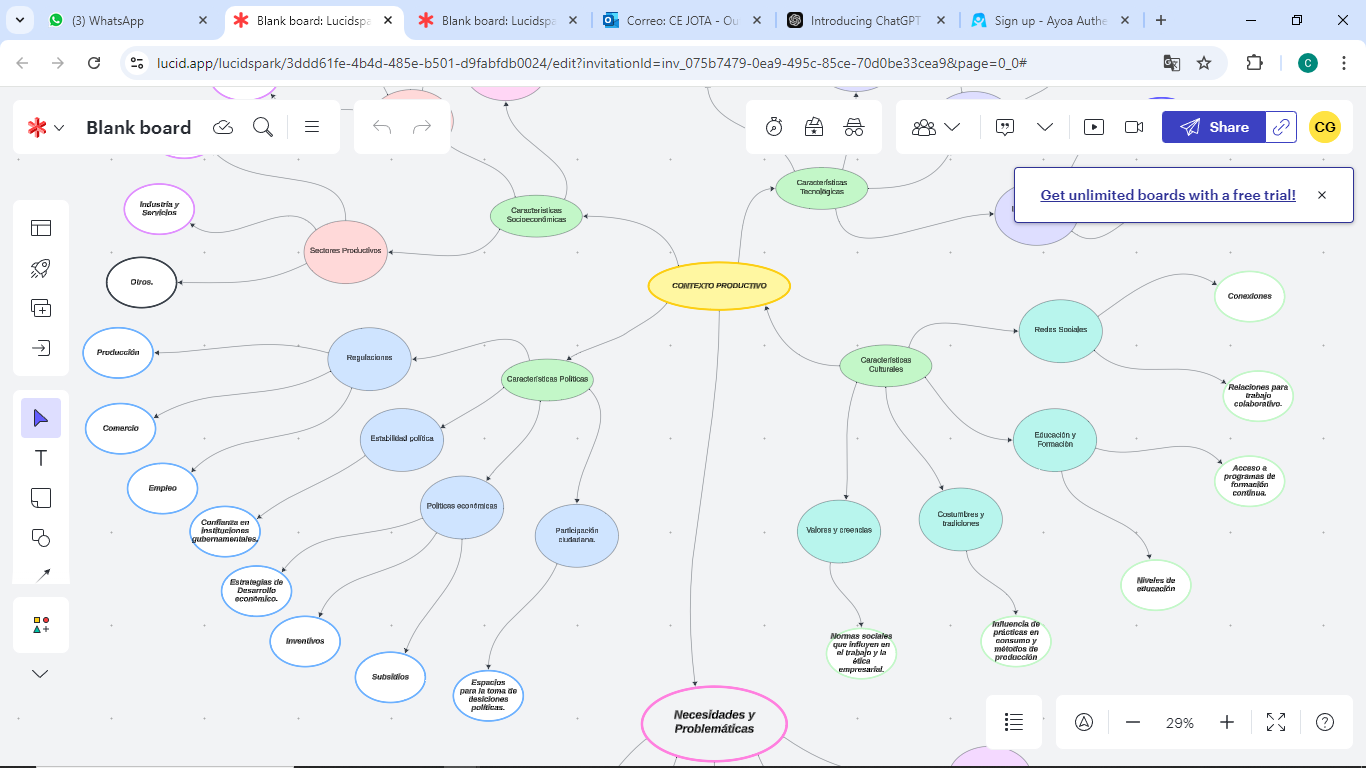 (3) WhatsApp
Blank board: Lucidspa
Blank board: Lucidspa
Correo: CE JOTA - Ou
Introducing ChatGPT
Sign up - Ayoa Authe
lucid.app/lucidspark/3ddd61fe-4b4d-485e-b501-d9fabfdb0024/edit?invitationId=inv_075b7479-0ea9-495c-85ce-70d0be33cea9&page=0_0#
C
Blank board
Share
CG
Get unlimited boards with a free trial!
Características
Tecnológicas
Industria y
Servicios
Características
Socioeconómicas
Sectores Productivos
Otros.
CONTEXTO PRODUCTIVO
Conexiones
Redes Sociales
Producción
Regulaciones
Características Políticas
Características
Culturales
Relaciones para
trabajo
colaborativo.
Comercio
Estabilidad política
Educación y
Formación
Empleo
Acceso a
programas de
formación
continua.
Políticas económicas
Confianza en
instituciones
gubernamentales.
Participación
ciudadana.
Valores y creencias
Costumbres y
tradiciones
Estrategias de
Desarrollo
económico.
Niveles de
educación
Inventivos
Normas sociales
que influyen en
el trabajo y la
ética
empresarial.
Influencia de
prácticas en
consumo y
métodos de
producción
Subsidios
Espacios
para la toma de
desiciones
políticas.
Necesidades y
Problemáticas
29%